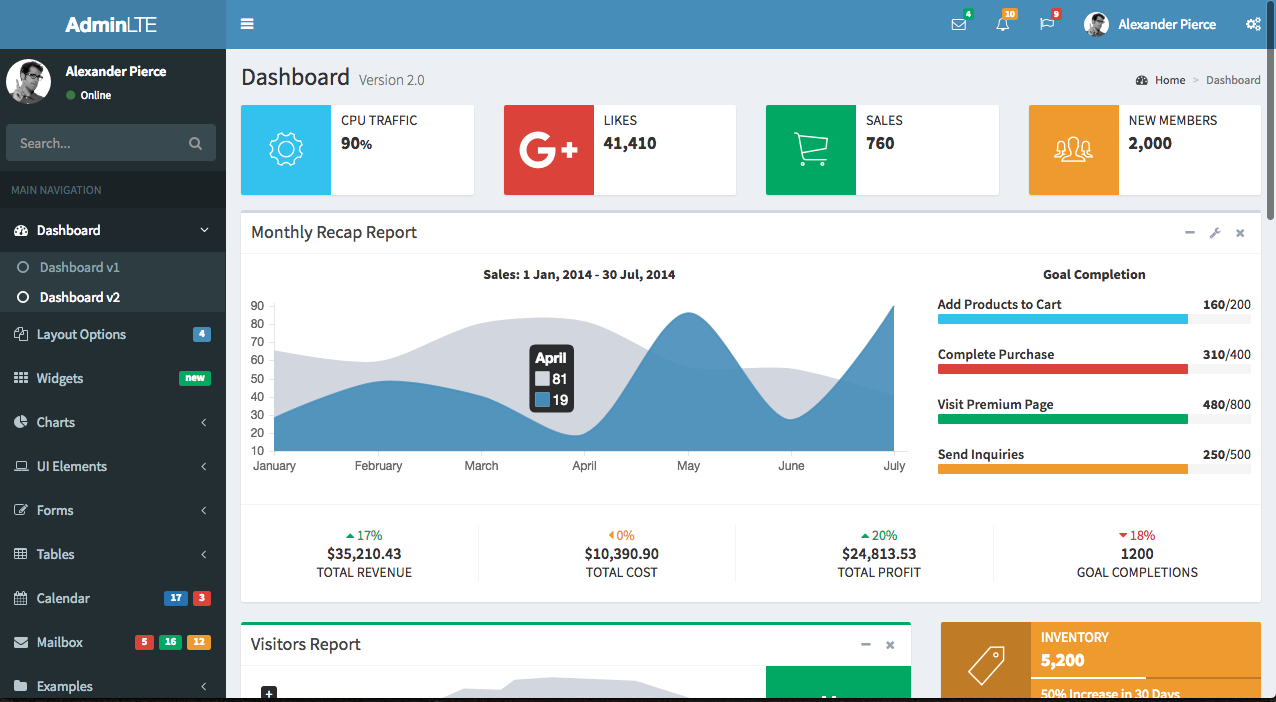 AdminLTE
4
10
9
Alexander Pierce
Alexander Pierce
Online
Search...
MAIN NAVIGATION
Dashboard
Dashboard v1
Dashboard v2
Layout Options 4
Widgets new
Charts
UI Elements
Forms
Tables
Calendar 17 3
Mailbox 5 16 12
Examples
Dashboard Version 2.0
Home > Dashboard
CPU TRAFFIC
90%
G+
LIKES
41,410
SALES
760
NEW MEMBERS
2,000
Monthly Recap Report
Sales: 1 Jan, 2014 - 30 Jul, 2014
90
80
70
60
50
40
30
20
10
April
81
19
January February March April May June July
Goal Completion
Add Products to Cart 160/200
Complete Purchase 310/400
Visit Premium Page 480/800
Send Inquiries 250/500
17%
$35,210.43
TOTAL REVENUE
0%
$10,390.90
TOTAL COST
20%
$24,813.53
TOTAL PROFIT
18%
1200
GOAL COMPLETIONS
Visitors Report
+
INVENTORY
5,200
50% Increase in 30 Days